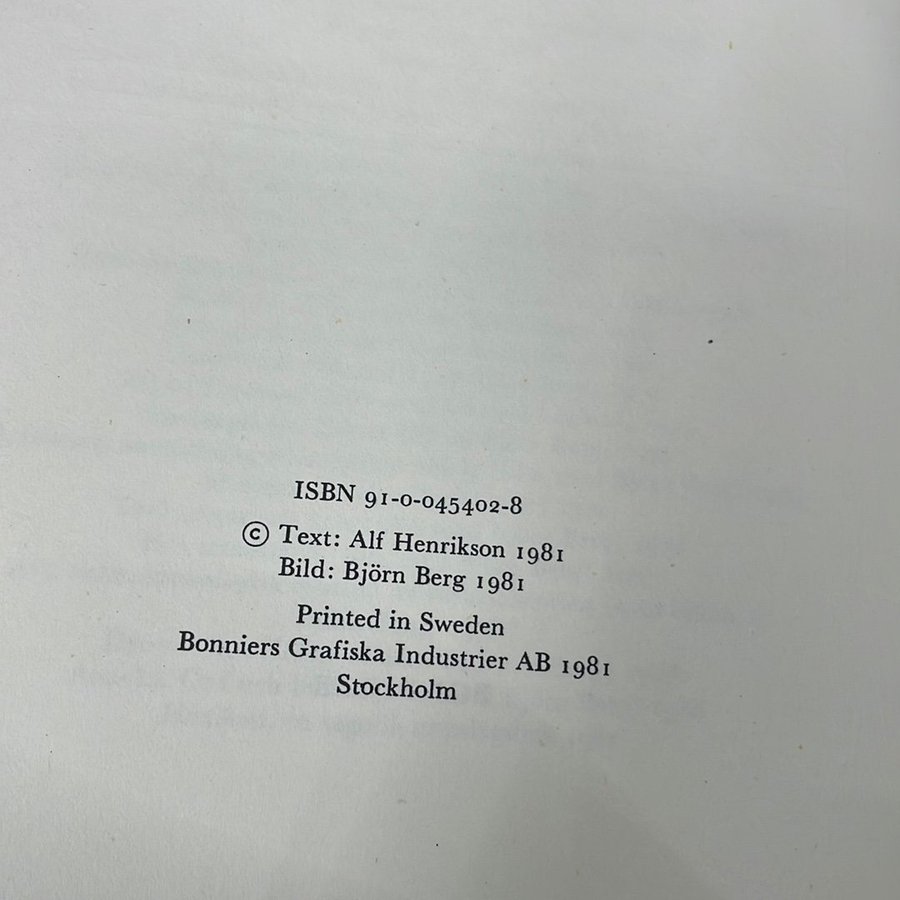 ISBN 91-0-045402-8
© Text: Alf Henrikson 1981
Bild: Björn Berg 1981
Printed in Sweden
Bonniers Grafiska Industrier AB 1981
Stockholm